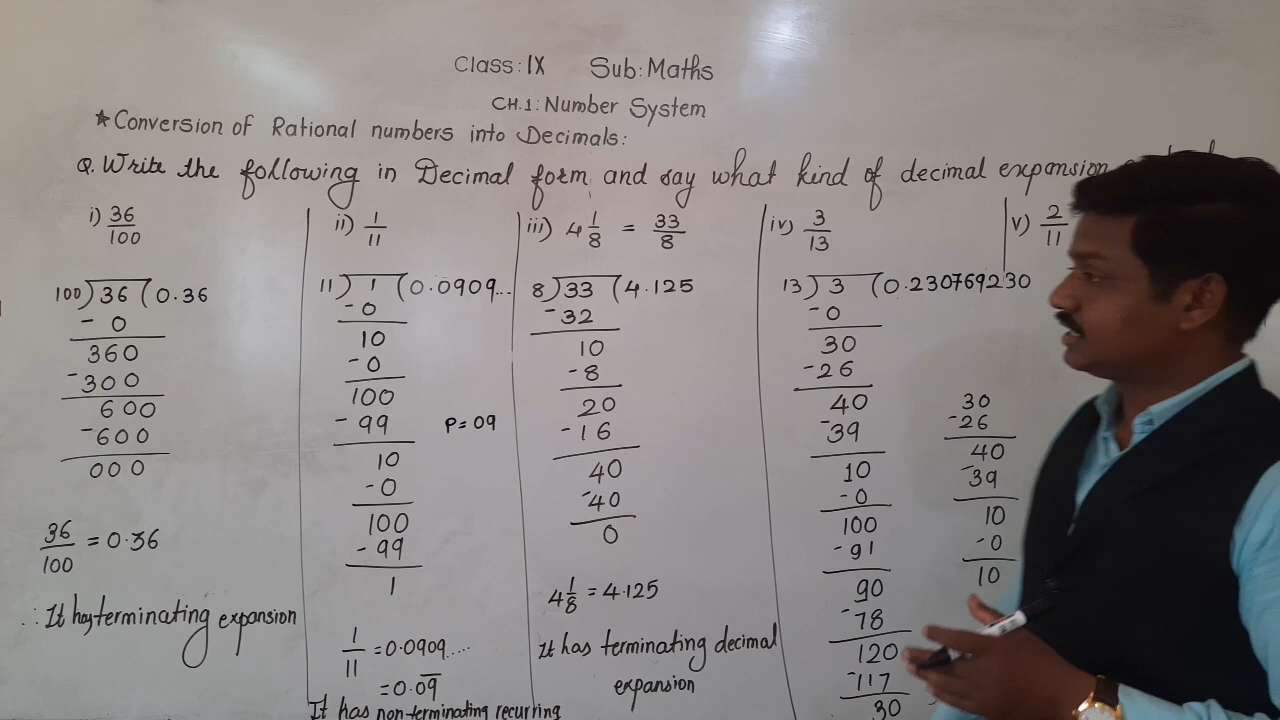 Class: IX Sub: Maths
CH.1: Number System
★Conversion of Rational numbers into Decimals:
Q. Write the following in Decimal form and say what kind of decimal expansion
i) 36/100
100)36(0.36
-0
360
-300
600
-600
000
36/100 = 0.36
∴ It has terminating expansion
ii) 1/11
11)1(0.0909...
-0
10
-0
100
-99
P=09
10
-0
100
-99
1
1/11 = 0.0909....
= 0.0̅9̅
It has non-terminating recurring
iii) 4 1/8 = 33/8
8)33(4.125
-32
10
-8
20
-16
40
-40
0
4 1/8 = 4.125
It has terminating decimal
expansion
iv) 3/13
13)3(0.230769230
-0
30
-26
40
-39
10
-0
100
-91
90
-78
120
-117
30
30
-26
40
-39
10
-0
10
v) 2/11